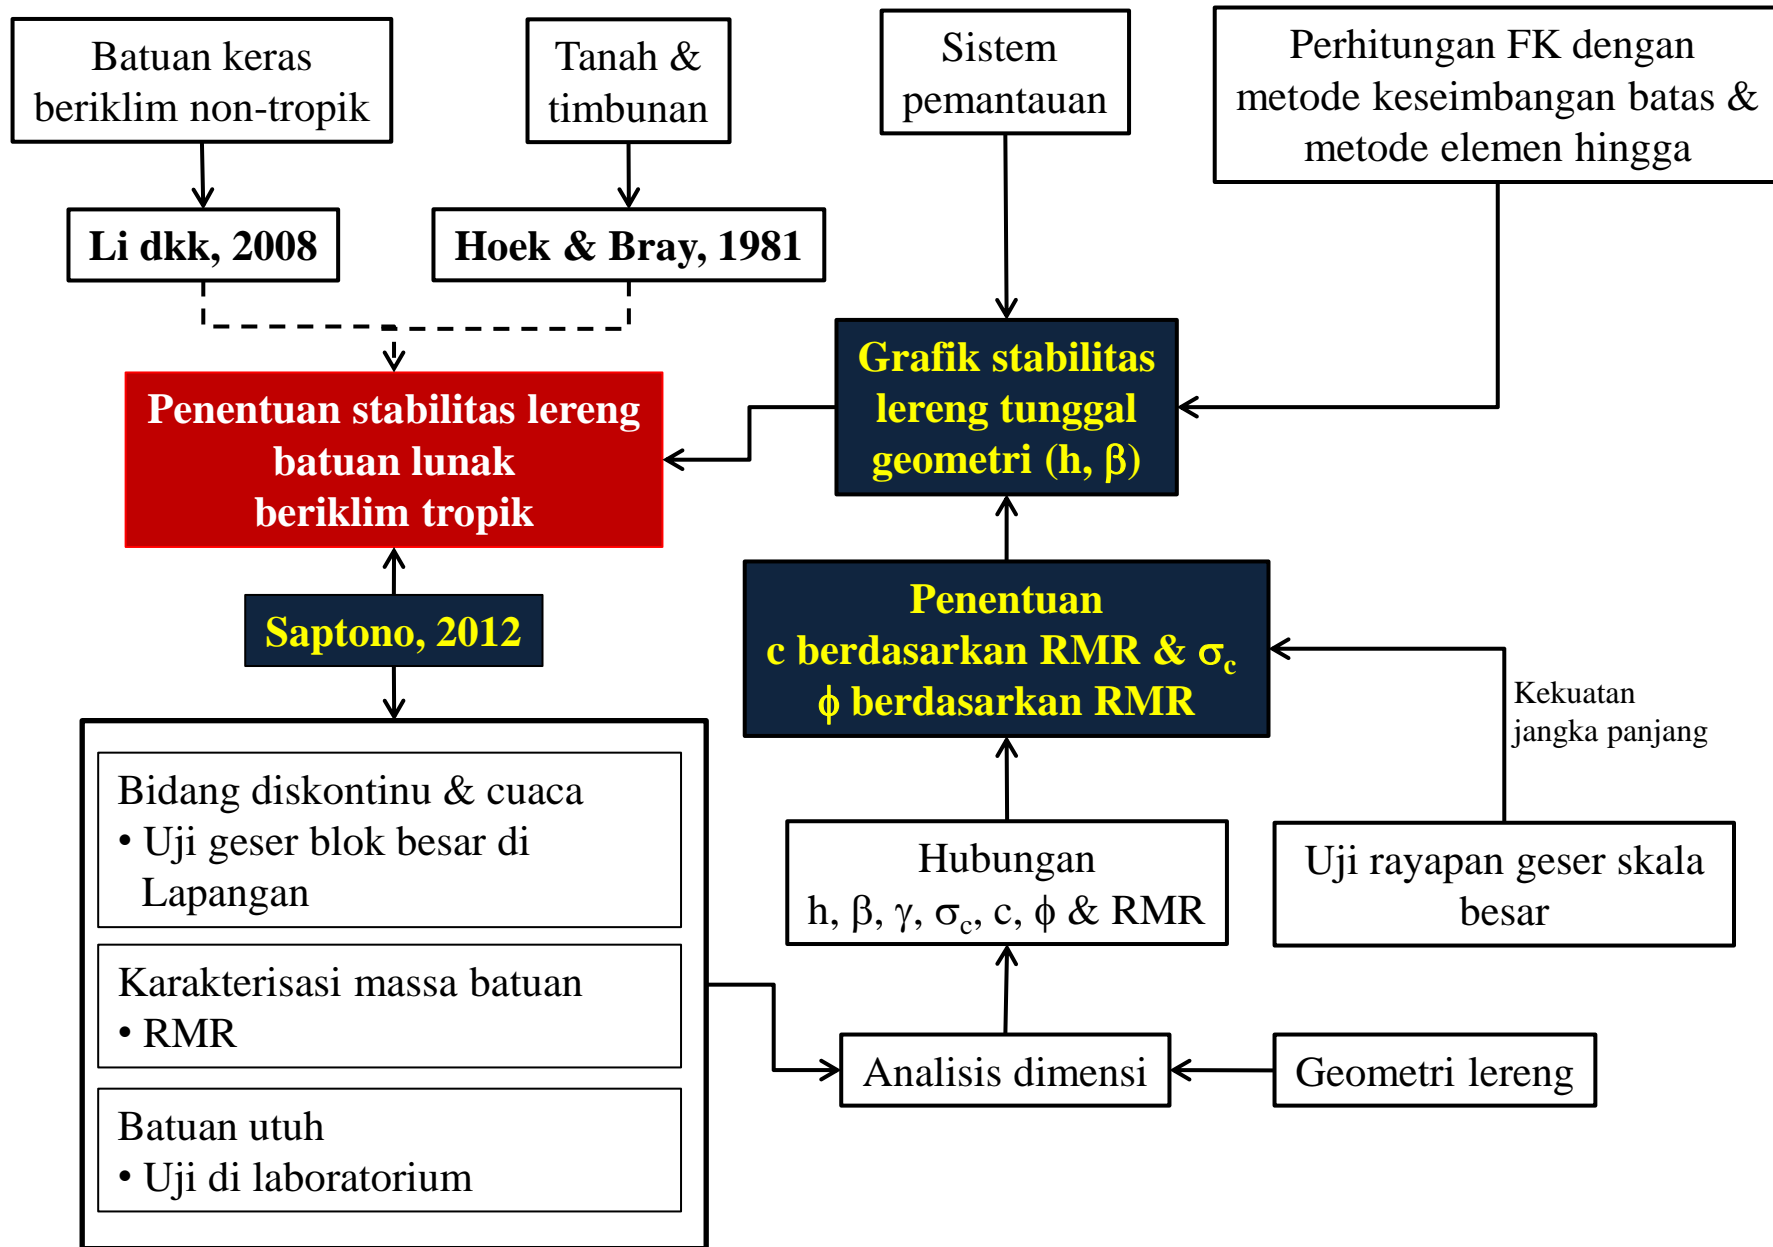 Batuan keras
beriklim non-tropik
Tanah &
timbunan
Sistem
pemantauan
Perhitungan FK dengan
metode keseimbangan batas &
metode elemen hingga
Li dkk, 2008
Hoek & Bray, 1981
Grafik stabilitas
lereng tunggal
geometri (h, β)
Penentuan stabilitas lereng
batuan lunak
beriklim tropik
Saptono, 2012
Penentuan
c berdasarkan RMR & σc
ϕ berdasarkan RMR
Kekuatan
jangka panjang
Bidang diskontinu & cuaca
• Uji geser blok besar di
Lapangan
Karakterisasi massa batuan
• RMR
Batuan utuh
• Uji di laboratorium
Hubungan
h, β, γ, σc, c, ϕ & RMR
Uji rayapan geser skala
besar
Analisis dimensi
Geometri lereng